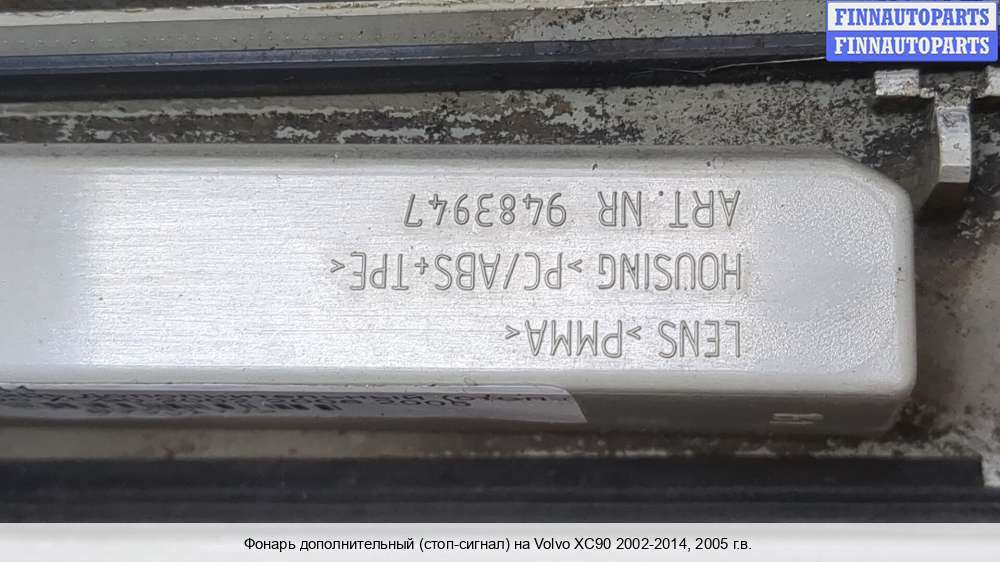 FINNAUTOPARTS
FINNAUTOPARTS
ART.NR 9483947
HOUSING >PC/ABS+TPE<
LENS >PMMA<
Фонарь дополнительный (стоп-сигнал) на Volvo XC90 2002-2014, 2005 г.в.